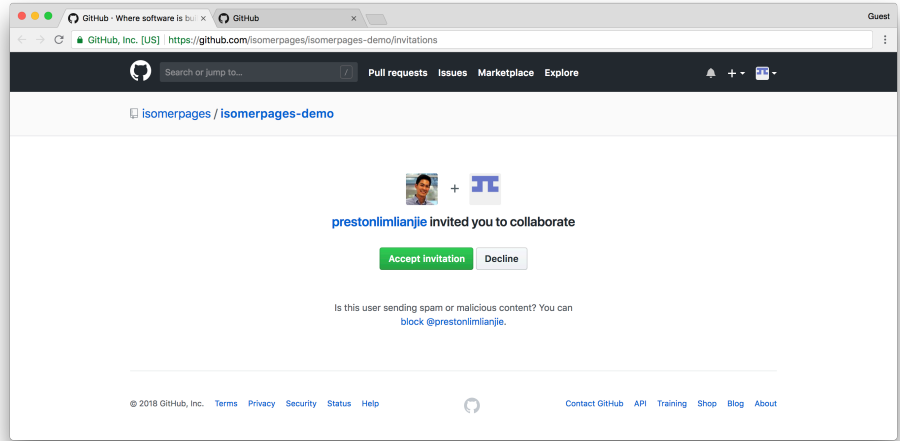 GitHub - Where software is bui
GitHub
Guest
GitHub, Inc. [US] | https://github.com/isomerpages/isomerpages-demo/invitations
Search or jump to... /
Pull requests Issues Marketplace Explore
isomerpages / isomerpages-demo
+
prestonlimlianjie invited you to collaborate
Accept invitation Decline
Is this user sending spam or malicious content? You can
block @prestonlimlianjie.
© 2018 GitHub, Inc. Terms Privacy Security Status Help Contact GitHub API Training Shop Blog About